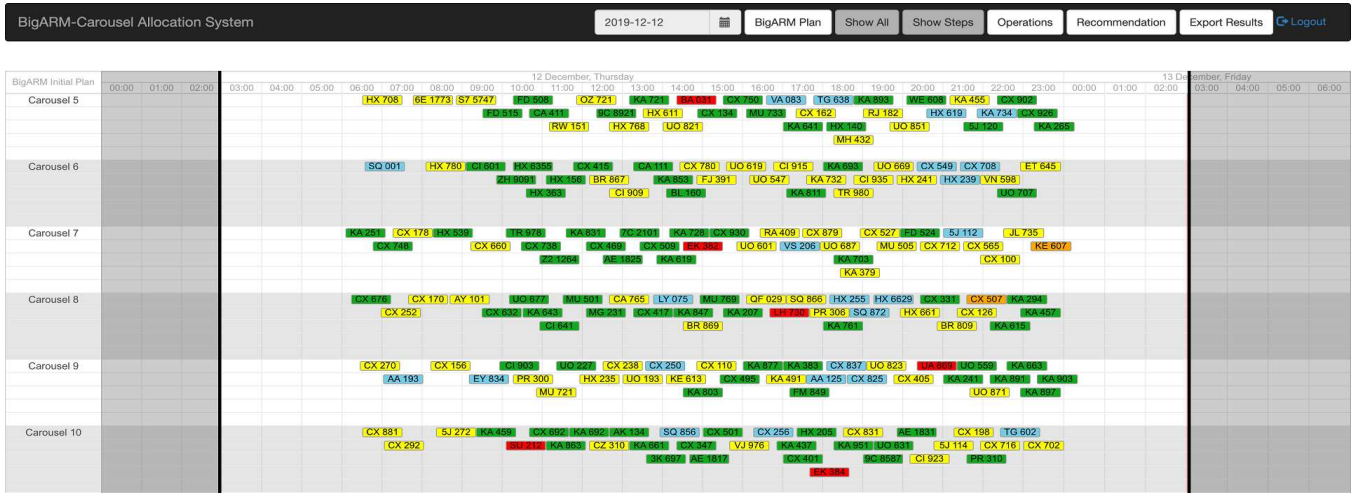 BigARM-Carousel Allocation System 2019-12-12 BigARM Plan Show All Show Steps Operations Recommendation Export Results Logout
12 December, Thursday 13 December, Friday
BigARM Initial Plan 00:00 01:00 02:00 03:00 04:00 05:00 06:00 07:00 08:00 09:00 10:00 11:00 12:00 13:00 14:00 15:00 16:00 17:00 18:00 19:00 20:00 21:00 22:00 23:00 00:00 01:00 02:00 03:00 04:00 05:00 06:00
Carousel 5 HX 708 6E 1773 S7 5747 FD 508 OZ 721 KA 721 BA 031 CX 750 VA 083 TG 638 KA 893 WE 608 KA 455 CX 902
FD 515 CA 411 9C 8921 HX 611 CX 134 MU 733 CX 162 RJ 182 HX 619 KA 734 CX 926
RW 151 HX 768 UO 821 KA 641 HX 140 UO 851 5J 120 KA 265
MH 432
Carousel 6 SQ 001 HX 780 CI 601 HX 6355 CX 415 CA 111 CX 780 UO 619 CI 915 KA 693 UO 669 CX 549 CX 708 ET 645
ZH 9091 HX 156 BR 867 KA 853 FJ 391 UO 547 KA 732 CI 935 HX 241 HX 239 VN 598
HX 363 CI 909 BL 160 KA 811 TR 980 UO 707
Carousel 7 KA 251 CX 178 HX 539 TR 978 KA 831 7C 2101 KA 728 CX 930 RA 409 CX 879 CX 527 FD 524 5J 112 JL 735
CX 748 CX 660 CX 738 CX 469 CX 509 EK 382 UO 601 VS 206 UO 687 MU 505 CX 712 CX 565 KE 607
Z2 1264 AE 1825 KA 619 KA 703 CX 100
KA 379
Carousel 8 CX 676 CX 170 AY 101 UO 677 MU 501 CA 765 LY 075 MU 769 QF 029 SQ 866 HX 255 HX 6629 CX 331 CX 507 KA 294
CX 252 CX 632 KA 643 MG 231 CX 417 KA 847 KA 207 LH 730 PR 306 SQ 872 HX 661 CX 126 KA 457
CI 641 BR 869 KA 761 BR 809 KA 615
Carousel 9 CX 270 CX 156 CI 903 UO 227 CX 238 CX 250 CX 110 KA 877 KA 383 CX 837 UO 823 UA 869 UO 559 KA 663
AA 193 EY 834 PR 300 HX 235 UO 193 KE 613 CX 495 KA 491 AA 125 CX 825 CX 405 KA 241 KA 891 KA 903
MU 721 KA 803 FM 849 UO 871 KA 897
Carousel 10 CX 881 5J 272 KA 459 CX 692 KA 692 AK 134 SQ 856 CX 501 CX 256 HX 205 CX 831 AE 1831 CX 198 TG 602
CX 292 SU 212 KA 863 CZ 310 KA 661 CX 347 VJ 976 KA 437 KA 951 UO 631 5J 114 CX 716 CX 702
3K 697 AE 1817 CX 401 9C 8587 CI 923 PR 310
EK 384